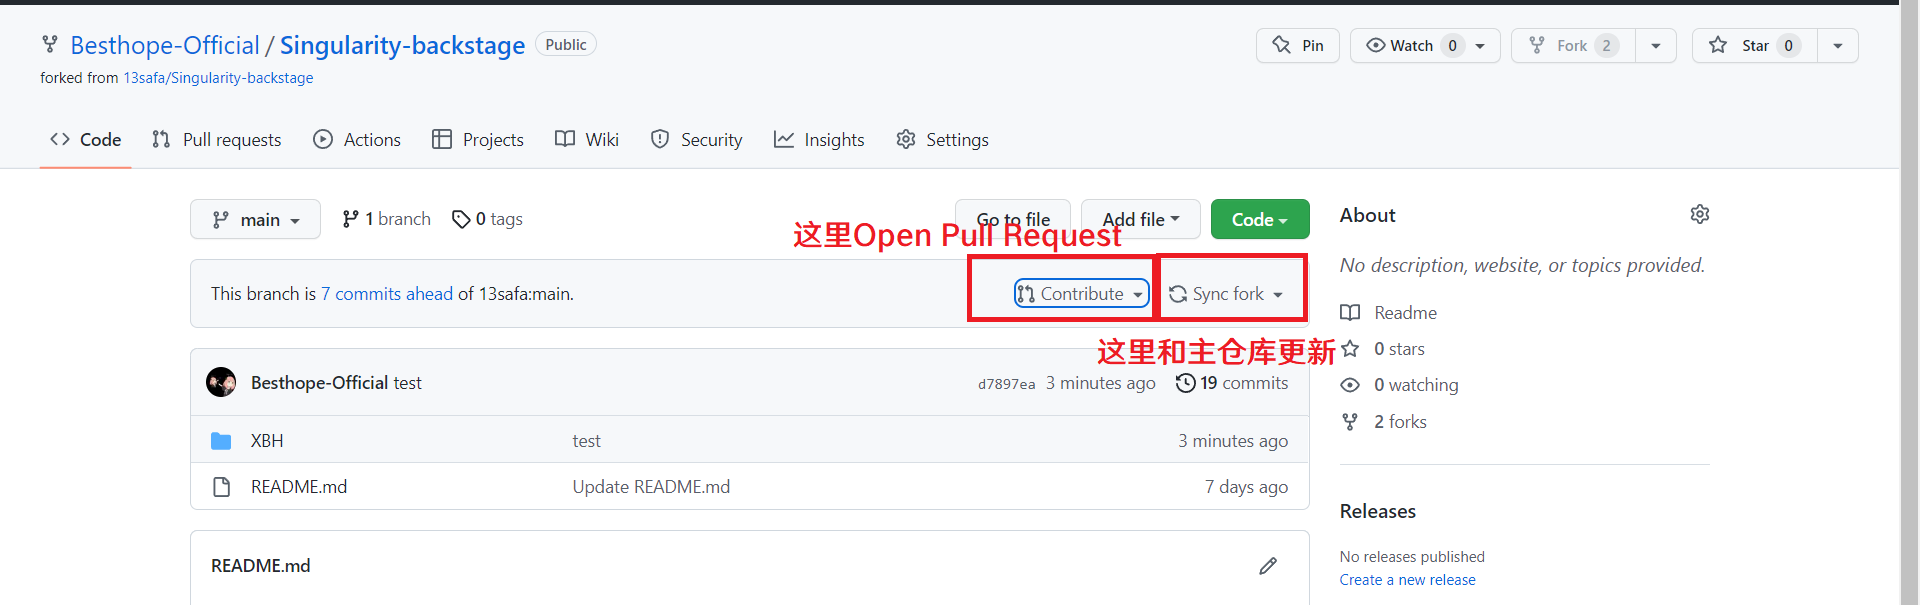 Besthope-Official / Singularity-backstage Public
Pin Watch 0 Fork 2 Star 0
forked from 13safa/Singularity-backstage
Code Pull requests Actions Projects Wiki Security Insights Settings
main 1 branch 0 tags Go to file Add file Code
这里Open Pull Request
This branch is 7 commits ahead of 13safa:main. Contribute Sync fork
这里和主仓库更新
Besthope-Official test d7897ea 3 minutes ago 19 commits
XBH test 3 minutes ago
README.md Update README.md 7 days ago
README.md
About
No description, website, or topics provided.
Readme
0 stars
0 watching
2 forks
Releases
No releases published
Create a new release